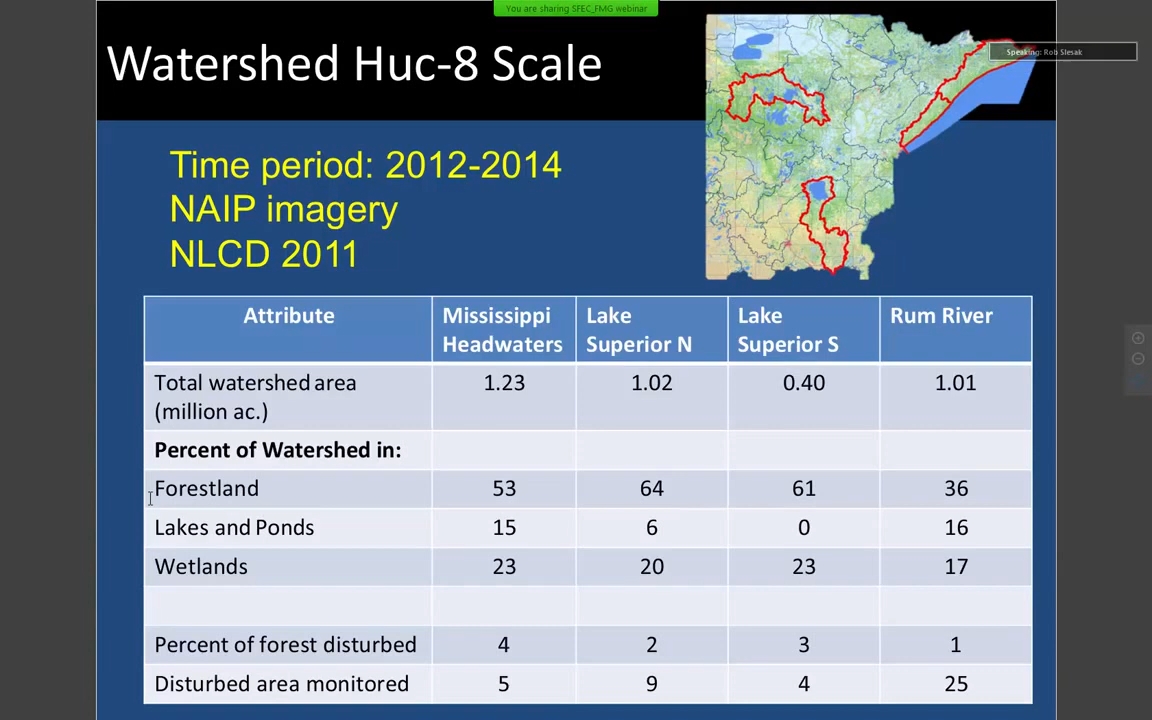 You are sharing SFEC_FMG webinar
Watershed Huc-8 Scale
Speaking: Rob Slesak
Time period: 2012-2014
NAIP imagery
NLCD 2011
Attribute Mississippi Headwaters Lake Superior N Lake Superior S Rum River
Total watershed area (million ac.) 1.23 1.02 0.40 1.01
Percent of Watershed in:
Forestland 53 64 61 36
Lakes and Ponds 15 6 0 16
Wetlands 23 20 23 17
Percent of forest disturbed 4 2 3 1
Disturbed area monitored 5 9 4 25